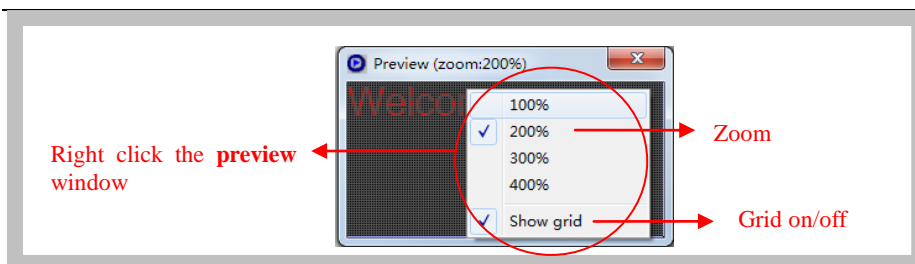 Preview (zoom:200%)
Welco
100%
200%
300%
400%
Show grid
Right click the preview
window
Zoom
Grid on/off